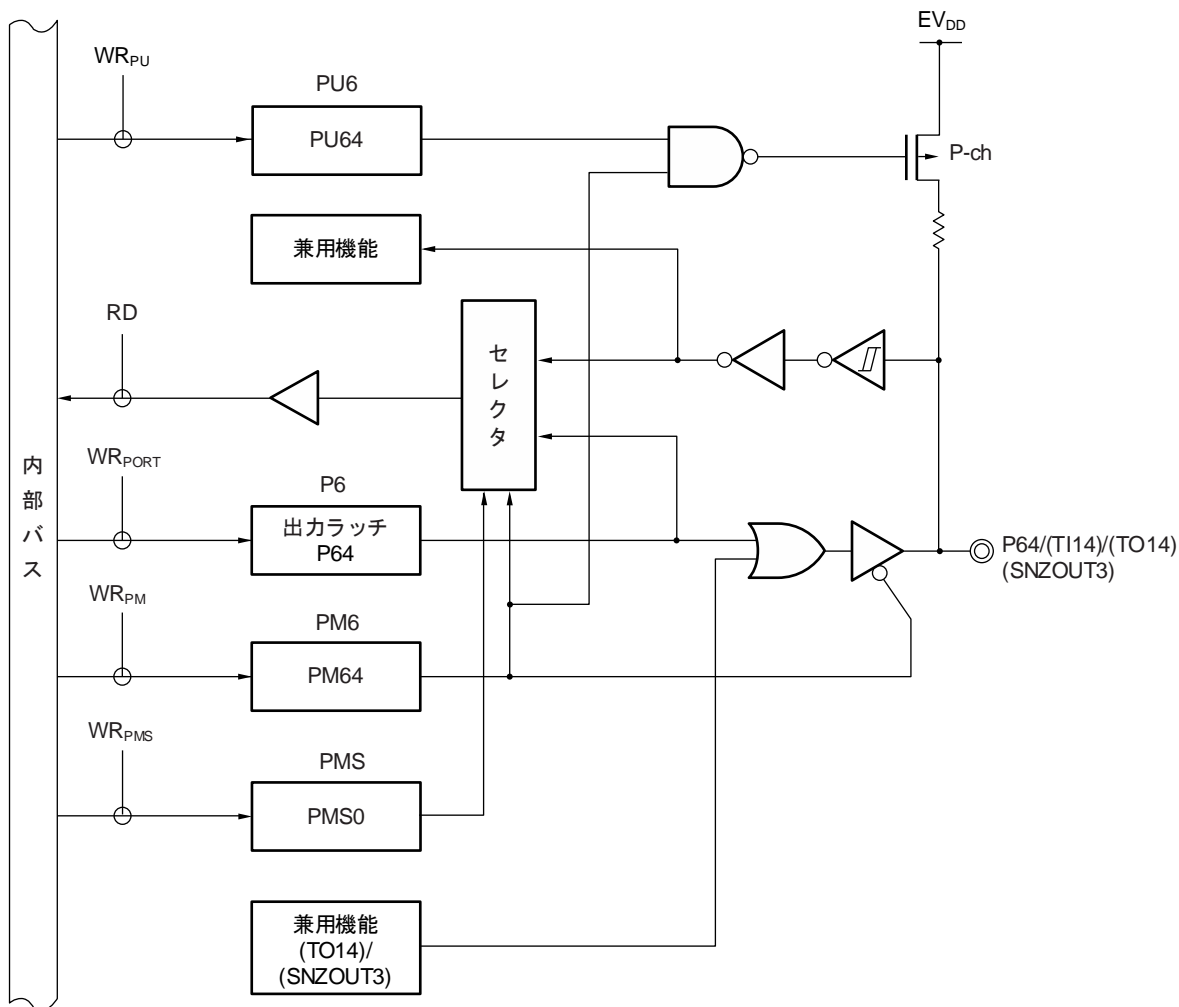 EVDD
WRPU
PU6
PU64
P-ch
兼用機能
RD
セレクタ
WRPORT
内部バス
P6
出力ラッチ
P64
P64/(TI14)/(TO14)
(SNZOUT3)
WRPM
PM6
PM64
WRPMS
PMS
PMS0
兼用機能
(TO14)/
(SNZOUT3)